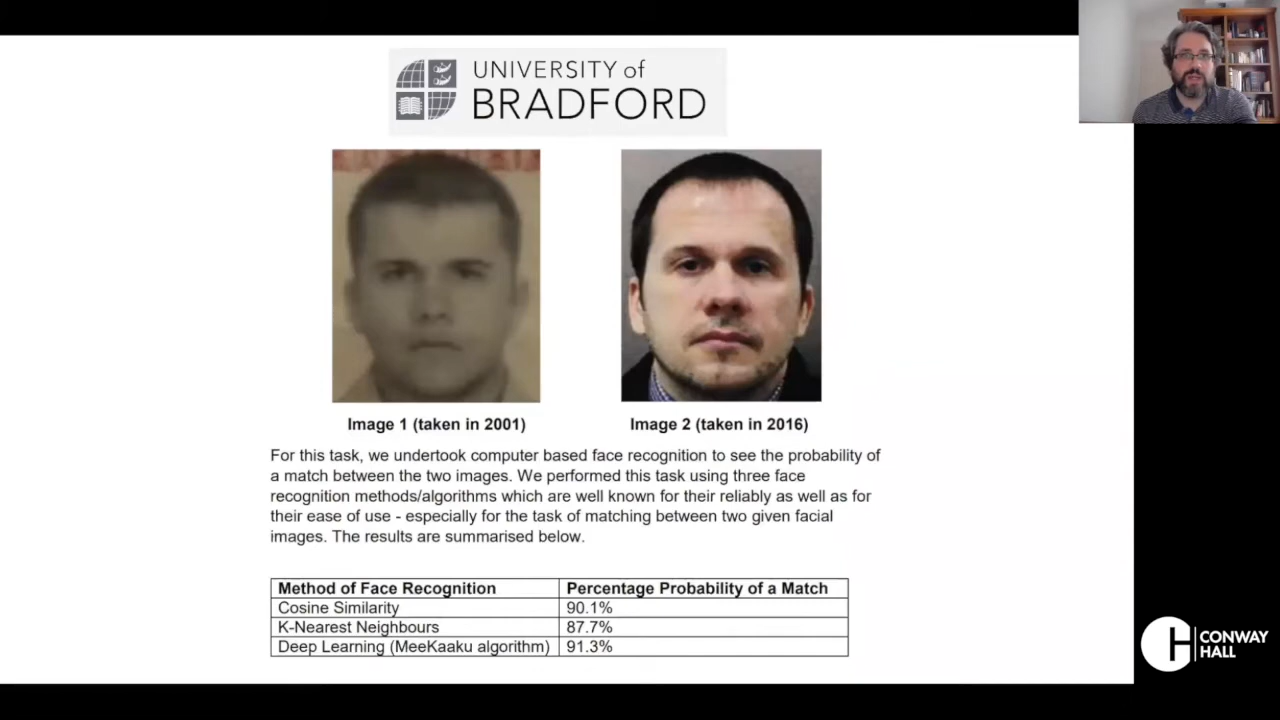 UNIVERSITY of
BRADFORD
Image 1 (taken in 2001)
Image 2 (taken in 2016)
For this task, we undertook computer based face recognition to see the probability of
a match between the two images. We performed this task using three face
recognition methods/algorithms which are well known for their reliably as well as for
their ease of use - especially for the task of matching between two given facial
images. The results are summarised below.
Method of Face Recognition Percentage Probability of a Match
Cosine Similarity 90.1%
K-Nearest Neighbours 87.7%
Deep Learning (MeeKaaku algorithm) 91.3%
CONWAY
HALL